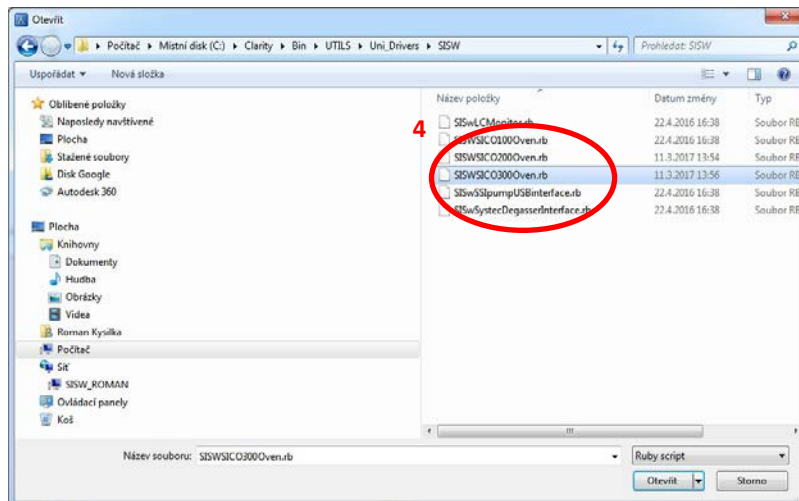 Otevřít
Počítač ▸ Místní disk (C:) ▸ Clarity ▸ Bin ▸ UTILS ▸ Uni_Drivers ▸ SISW
Prohledat: SISW
Uspořádat Nová složka
Oblíbené položky
Naposledy navštívené
Plocha
Stažené soubory
Disk Google
Autodesk 360
Plocha
Knihovny
Dokumenty
Hudba
Obrázky
Videa
Roman Kysilka
Počítač
Síť
SISW_ROMAN
Ovládací panely
Koš
Název položky Datum změny Typ
4
SISwLCMonitor.rb 22.4.2016 16:38 Soubor RB
SISWSICO100Oven.rb 22.4.2016 16:38 Soubor RB
SISWSICO200Oven.rb 11.3.2017 13:54 Soubor RB
SISWSICO300Oven.rb 11.3.2017 13:56 Soubor RB
SISwSSIpumpUSBinterface.rb 22.4.2016 16:38 Soubor RB
SISwSystecDegasserInterface.rb 22.4.2016 16:38 Soubor RB
Název souboru: SISWSICO300Oven.rb Ruby script
Otevřít Storno